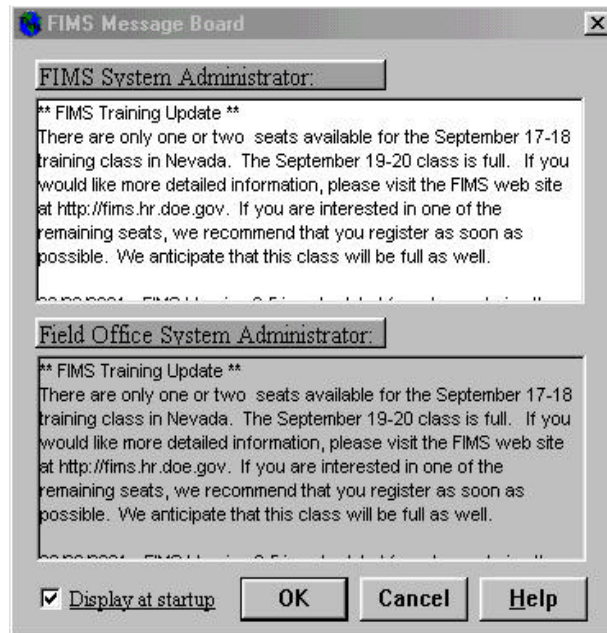 FIMS Message Board
FIMS System Administrator:
** FIMS Training Update **
There are only one or two seats available for the September 17-18
training class in Nevada. The September 19-20 class is full. If you
would like more detailed information, please visit the FIMS web site
at http://fims.hr.doe.gov. If you are interested in one of the
remaining seats, we recommend that you register as soon as
possible. We anticipate that this class will be full as well.
Field Office System Administrator:
** FIMS Training Update **
There are only one or two seats available for the September 17-18
training class in Nevada. The September 19-20 class is full. If you
would like more detailed information, please visit the FIMS web site
at http://fims.hr.doe.gov. If you are interested in one of the
remaining seats, we recommend that you register as soon as
possible. We anticipate that this class will be full as well.
Display at startup
OK
Cancel
Help